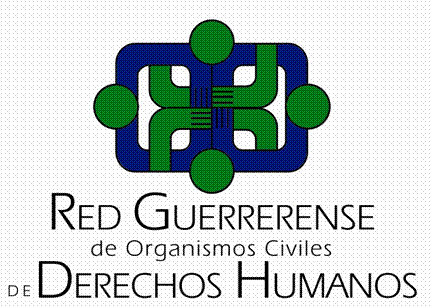 RED GUERRERENSE
de Organismos Civiles
DE DERECHOS HUMANOS